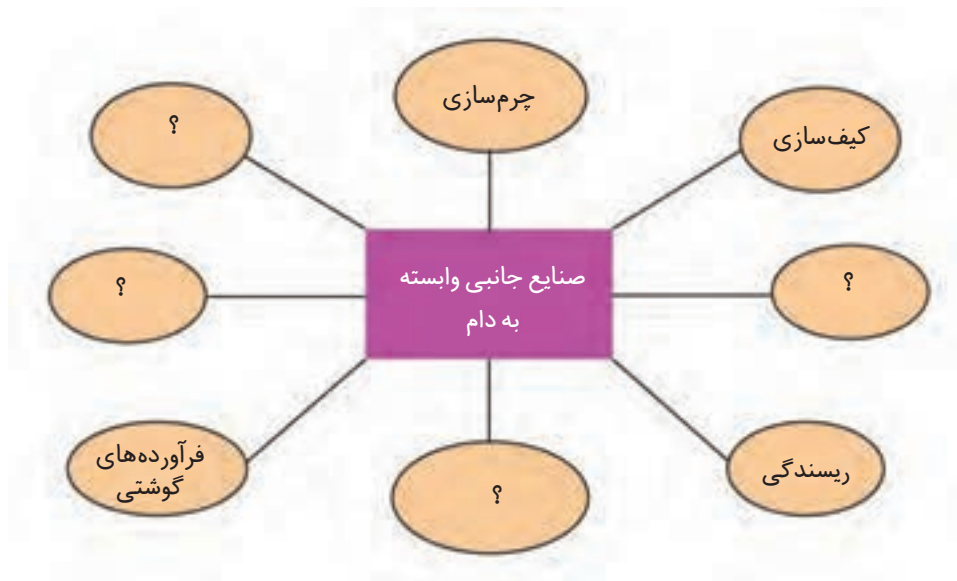 چرم‌سازی
کیف‌سازی
؟
؟
صنایع جانبی وابسته
به دام
؟
؟
ریسندگی
فرآورده‌های
گوشتی